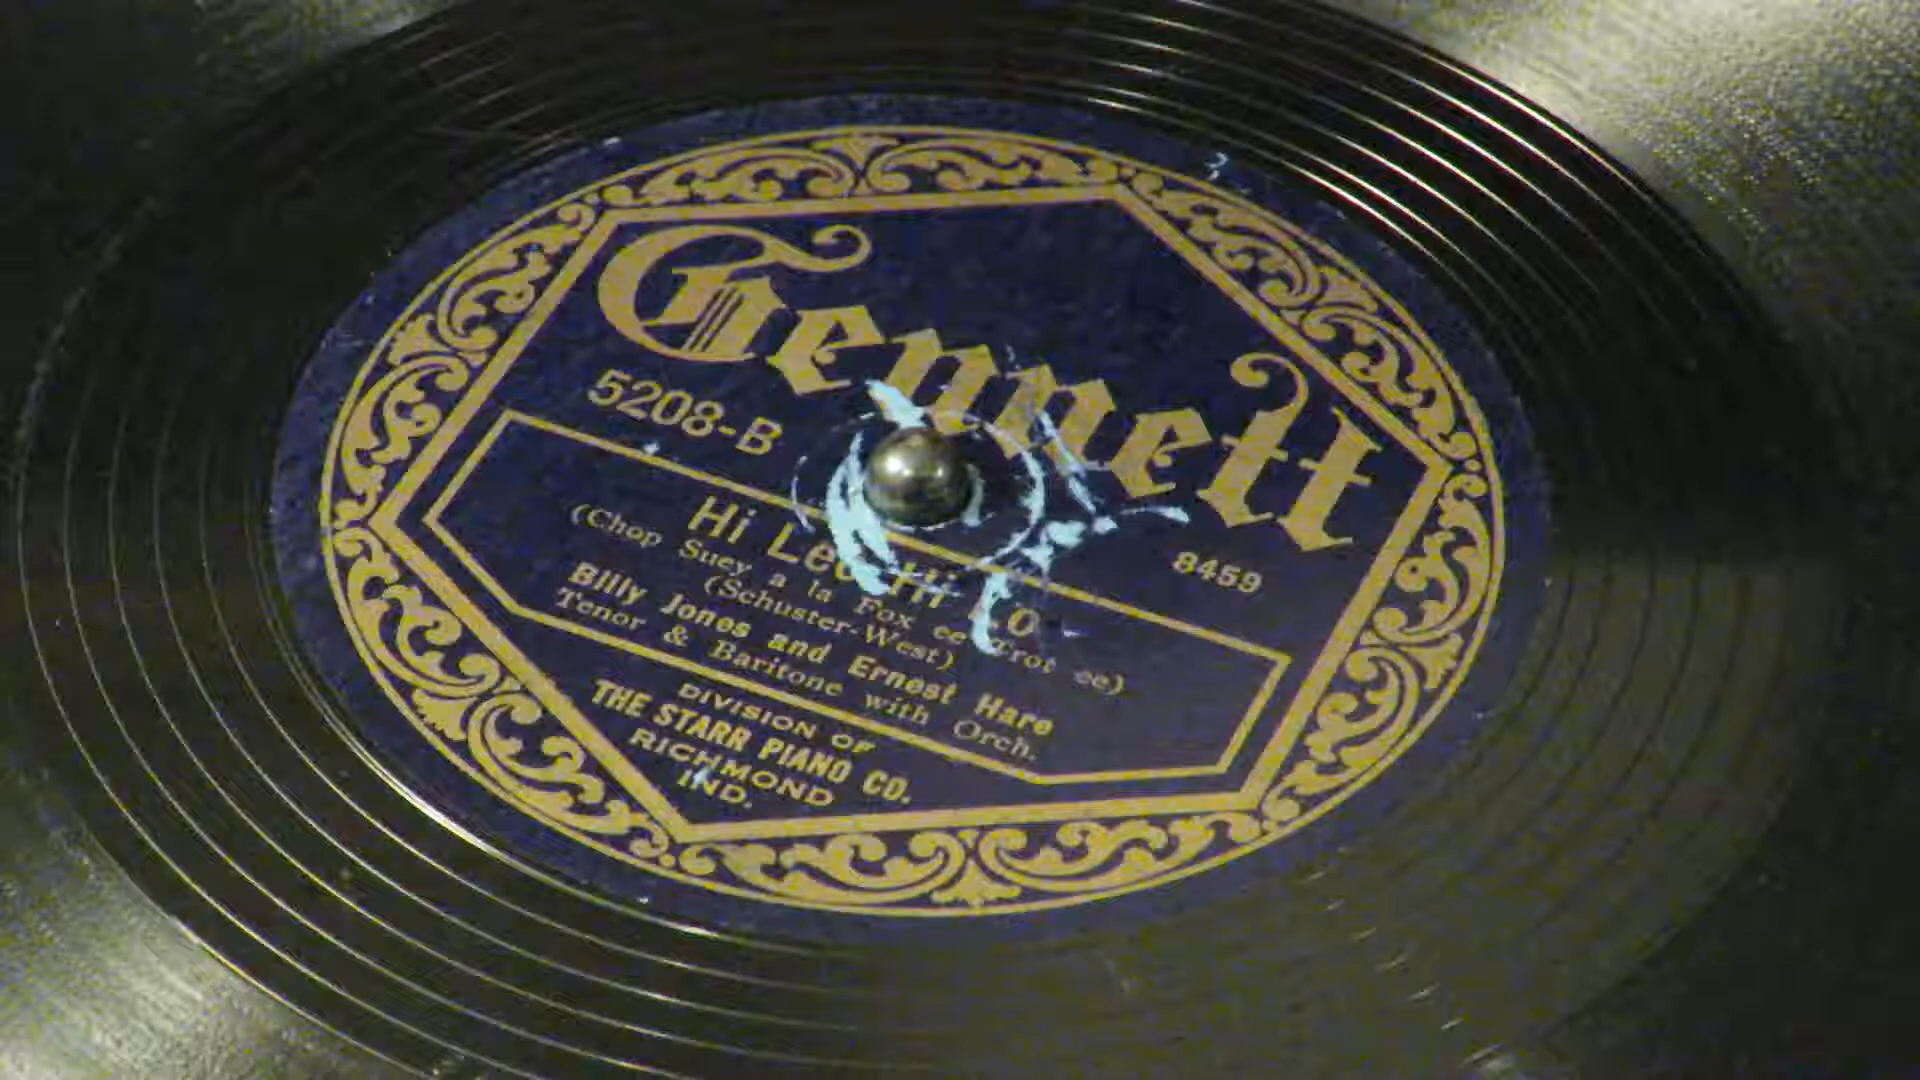 Gennett
5208-B
8459
Hi Lee Hi Lo
(Chop Suey a la Fox ee Trot ee)
(Schuster-West)
Billy Jones and Ernest Hare
Tenor & Baritone with Orch.
DIVISION OF
THE STARR PIANO CO.
RICHMOND
IND.